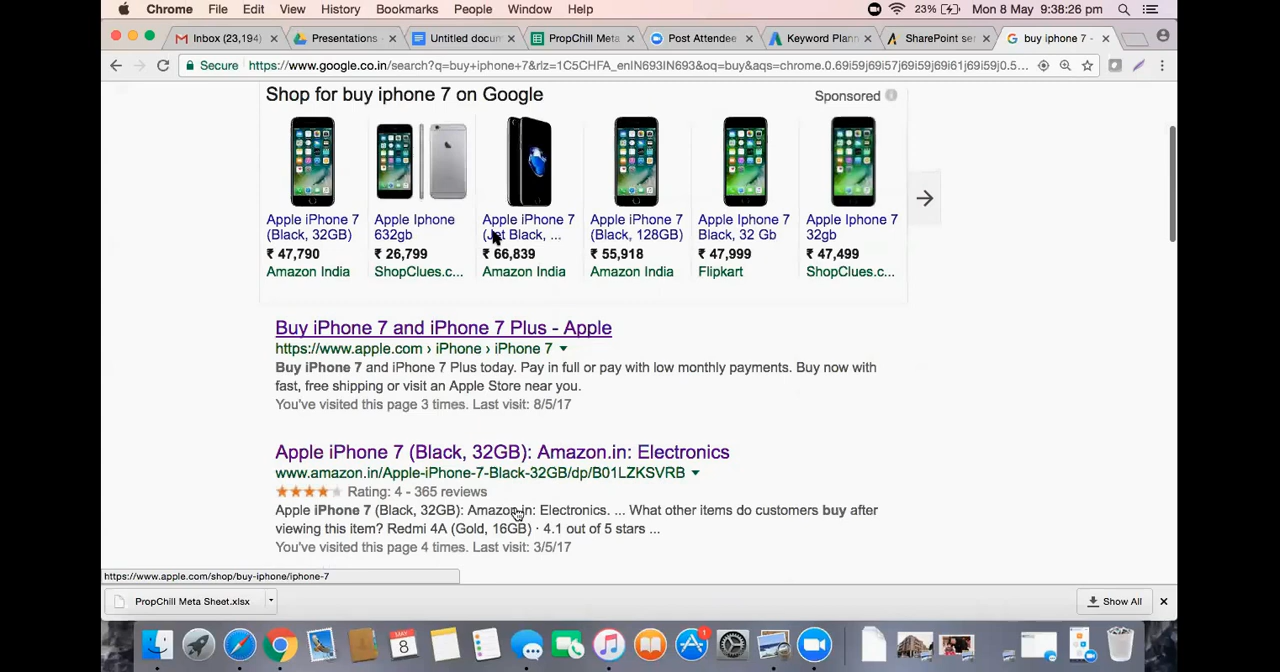 Chrome File Edit View History Bookmarks People Window Help 23% Mon 8 May 9:38:26 pm
Inbox (23,194) Presentations - Untitled docum PropChill Meta Post Attendee Keyword Plann SharePoint ser buy iphone 7 -
Secure https://www.google.co.in/search?q=buy+iphone+7&rlz=1C5CHFA_enIN693IN693&oq=buy&aqs=chrome.0.69i59j69i57j69i59j69i61j69i59j0.5...
Shop for buy iphone 7 on Google Sponsored
Apple iPhone 7 Apple Iphone Apple iPhone 7 Apple iPhone 7 Apple Iphone 7 Apple Iphone 7
(Black, 32GB) 632gb (Jet Black, ... (Black, 128GB) Black, 32 Gb 32gb
₹ 47,790 ₹ 26,799 ₹ 66,839 ₹ 55,918 ₹ 47,999 ₹ 47,499
Amazon India ShopClues.c... Amazon India Amazon India Flipkart ShopClues.c...
Buy iPhone 7 and iPhone 7 Plus - Apple
https://www.apple.com › iPhone › iPhone 7
Buy iPhone 7 and iPhone 7 Plus today. Pay in full or pay with low monthly payments. Buy now with
fast, free shipping or visit an Apple Store near you.
You've visited this page 3 times. Last visit: 8/5/17
Apple iPhone 7 (Black, 32GB): Amazon.in: Electronics
www.amazon.in/Apple-iPhone-7-Black-32GB/dp/B01LZKSVRB
Rating: 4 - 365 reviews
Apple iPhone 7 (Black, 32GB): Amazon.in: Electronics. ... What other items do customers buy after
viewing this item? Redmi 4A (Gold, 16GB) · 4.1 out of 5 stars ...
You've visited this page 4 times. Last visit: 3/5/17
https://www.apple.com/shop/buy-iphone/iphone-7
PropChill Meta Sheet.xlsx Show All
MAY
8 1